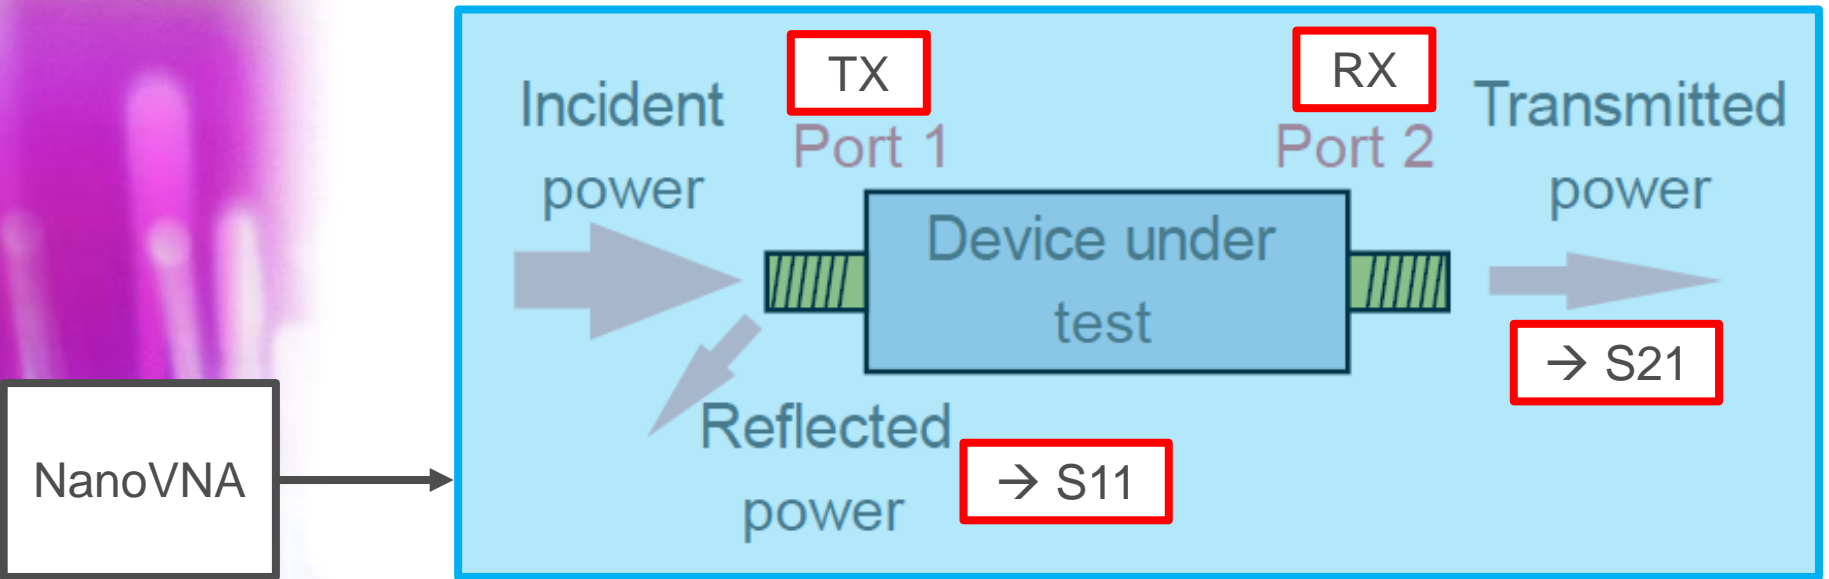 TX
RX
Incident
power
Port 1
Port 2
Transmitted
power
Device under
test
→ S21
Reflected
power
→ S11
NanoVNA